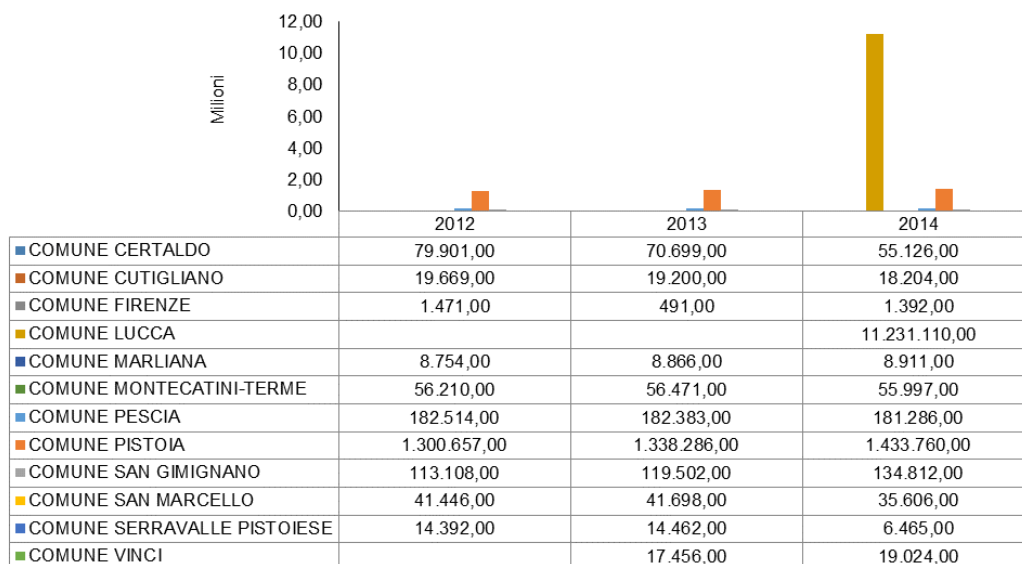 12,00
10,00
8,00
6,00
4,00
2,00
0,00
Milioni
2012 2013 2014
COMUNE CERTALDO 79.901,00 70.699,00 55.126,00
COMUNE CUTIGLIANO 19.669,00 19.200,00 18.204,00
COMUNE FIRENZE 1.471,00 491,00 1.392,00
COMUNE LUCCA 11.231.110,00
COMUNE MARLIANA 8.754,00 8.866,00 8.911,00
COMUNE MONTECATINI-TERME 56.210,00 56.471,00 55.997,00
COMUNE PESCIA 182.514,00 182.383,00 181.286,00
COMUNE PISTOIA 1.300.657,00 1.338.286,00 1.433.760,00
COMUNE SAN GIMIGNANO 113.108,00 119.502,00 134.812,00
COMUNE SAN MARCELLO 41.446,00 41.698,00 35.606,00
COMUNE SERRAVALLE PISTOIESE 14.392,00 14.462,00 6.465,00
COMUNE VINCI 17.456,00 19.024,00